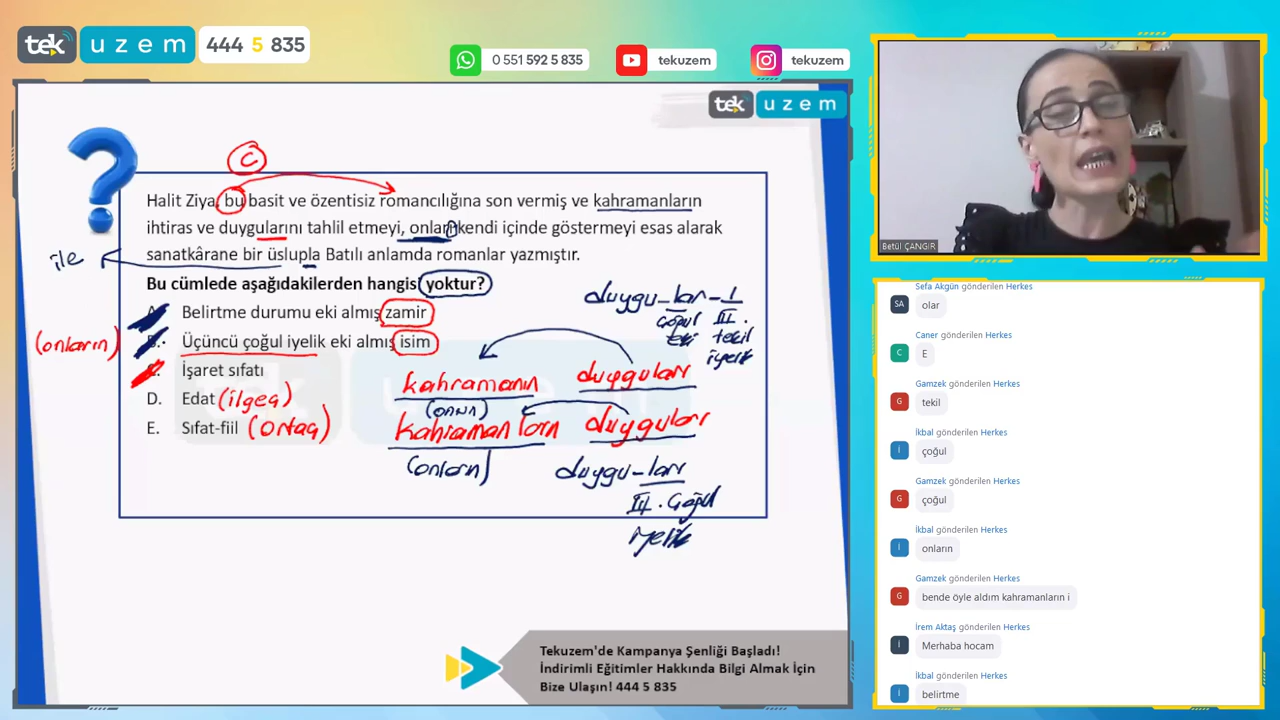 tek uzem 444 5 835
0 551 592 5 835
tekuzem
tekuzem
tek uzem
C
Halit Ziya, bu basit ve özentisiz romancılığına son vermiş ve kahramanların
ihtiras ve duygularını tahlil etmeyi, onları kendi içinde göstermeyi esas alarak
sanatkârane bir üslupla Batılı anlamda romanlar yazmıştır.
ile
Bu cümlede aşağıdakilerden hangisi yoktur?
A. Belirtme durumu eki almış zamir
B. Üçüncü çoğul iyelik eki almış isim
C. İşaret sıfatı
D. Edat (ilgeç)
E. Sıfat-fiil (ortaç)
(onların)
duygu-lar-ı
çoğul III.
eki tekil
iyelik
kahramanın duyguları
(onun)
kahramanların duyguları
(onların)
duygu-ları
III. çoğul
iyelik
Tekuzem'de Kampanya Şenliği Başladı!
İndirimli Eğitimler Hakkında Bilgi Almak İçin
Bize Ulaşın! 444 5 835
Betül ÇANGIR
Sefa Akgün gönderilen Herkes
SA olar
Caner gönderilen Herkes
C E
Gamzek gönderilen Herkes
G tekil
İkbal gönderilen Herkes
İ çoğul
Gamzek gönderilen Herkes
G çoğul
İkbal gönderilen Herkes
İ onların
Gamzek gönderilen Herkes
G bende öyle aldım kahramanların i
İrem Aktaş gönderilen Herkes
İ Merhaba hocam
İkbal gönderilen Herkes
İ belirtme